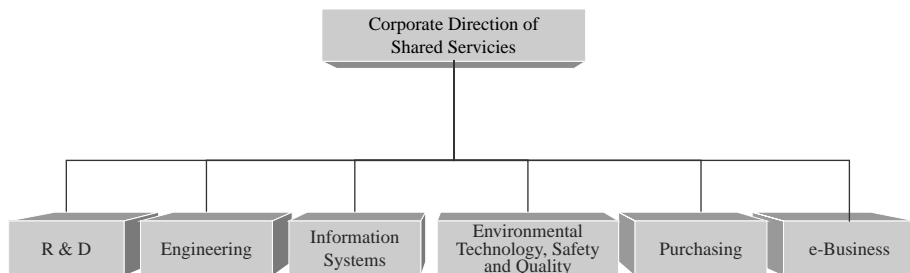 Corporate Direction of
Shared Servicies
R & D
Engineering
Information
Systems
Environmental
Technology, Safety
and Quality
Purchasing
e-Business